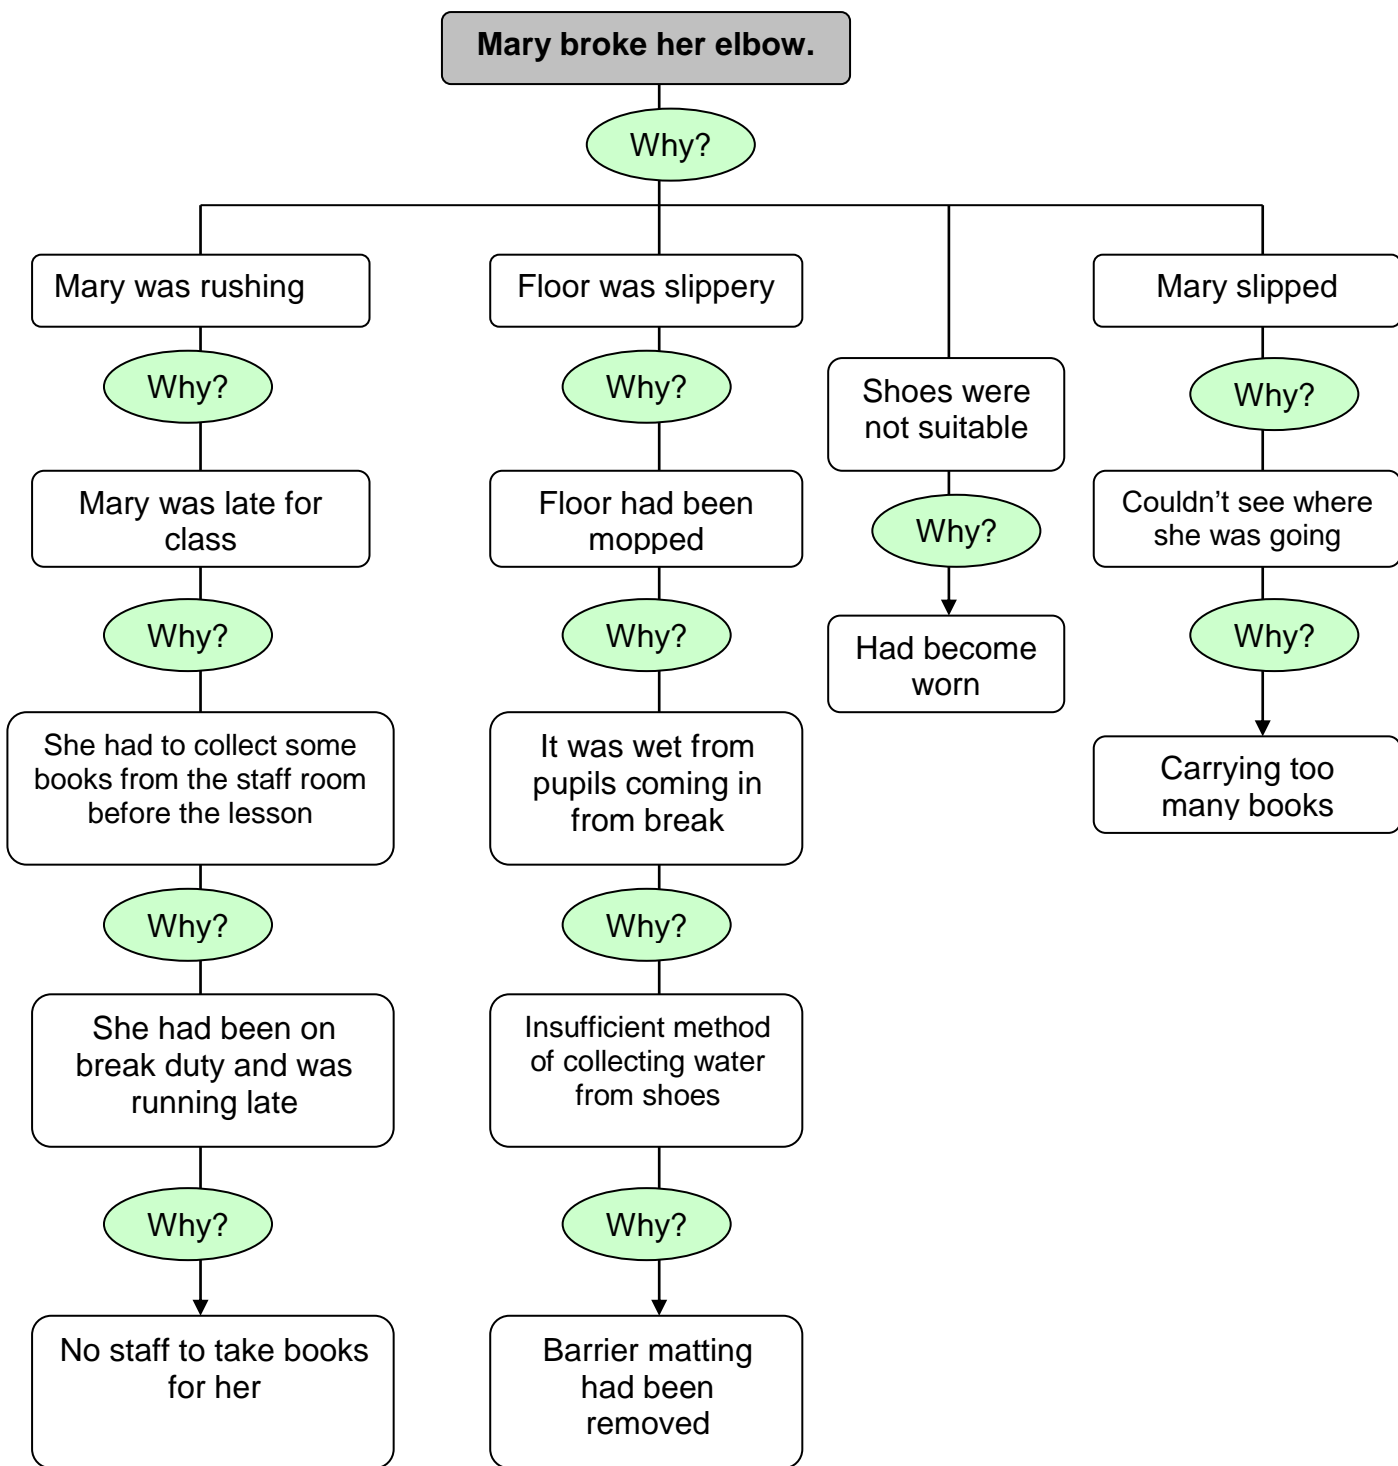 Mary broke her elbow.
Why?
Mary was rushing
Floor was slippery
Mary slipped
Why?
Why?
Shoes were
not suitable
Why?
Mary was late for
class
Floor had been
mopped
Why?
Couldn’t see where
she was going
Why?
Why?
Had become
worn
Why?
She had to collect some
books from the staff room
before the lesson
It was wet from
pupils coming in
from break
Carrying too
many books
Why?
Why?
She had been on
break duty and was
running late
Insufficient method
of collecting water
from shoes
Why?
Why?
No staff to take books
for her
Barrier matting
had been
removed